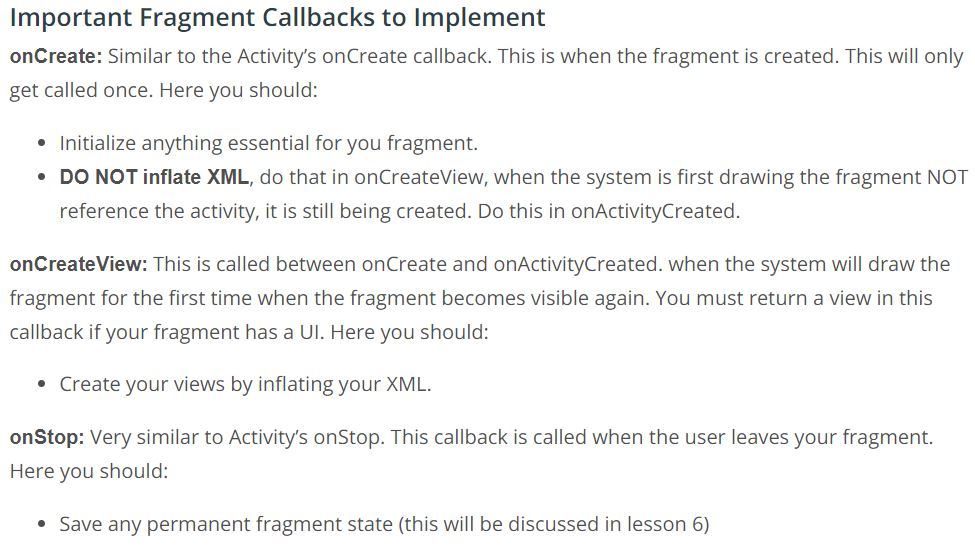 Important Fragment Callbacks to Implement
onCreate: Similar to the Activity’s onCreate callback. This is when the fragment is created. This will only
get called once. Here you should:
• Initialize anything essential for you fragment.
• DO NOT inflate XML, do that in onCreateView, when the system is first drawing the fragment NOT
reference the activity, it is still being created. Do this in onActivityCreated.
onCreateView: This is called between onCreate and onActivityCreated. when the system will draw the
fragment for the first time when the fragment becomes visible again. You must return a view in this
callback if your fragment has a UI. Here you should:
• Create your views by inflating your XML.
onStop: Very similar to Activity’s onStop. This callback is called when the user leaves your fragment.
Here you should:
• Save any permanent fragment state (this will be discussed in lesson 6)